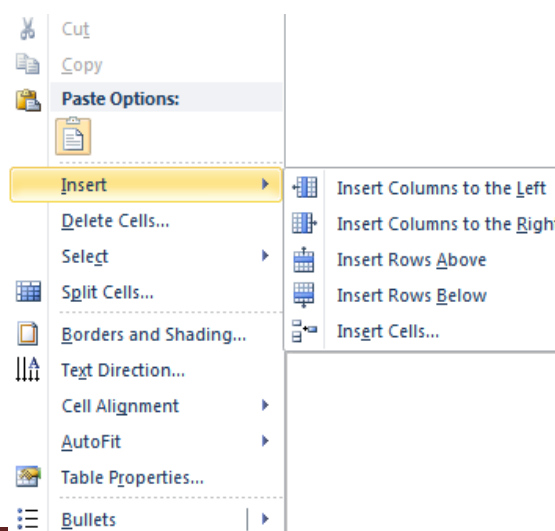 Cut
Copy
Paste Options:
Insert
Delete Cells...
Select
Split Cells...
Borders and Shading...
Text Direction...
Cell Alignment
AutoFit
Table Properties...
Bullets
Insert Columns to the Left
Insert Columns to the Right
Insert Rows Above
Insert Rows Below
Insert Cells...